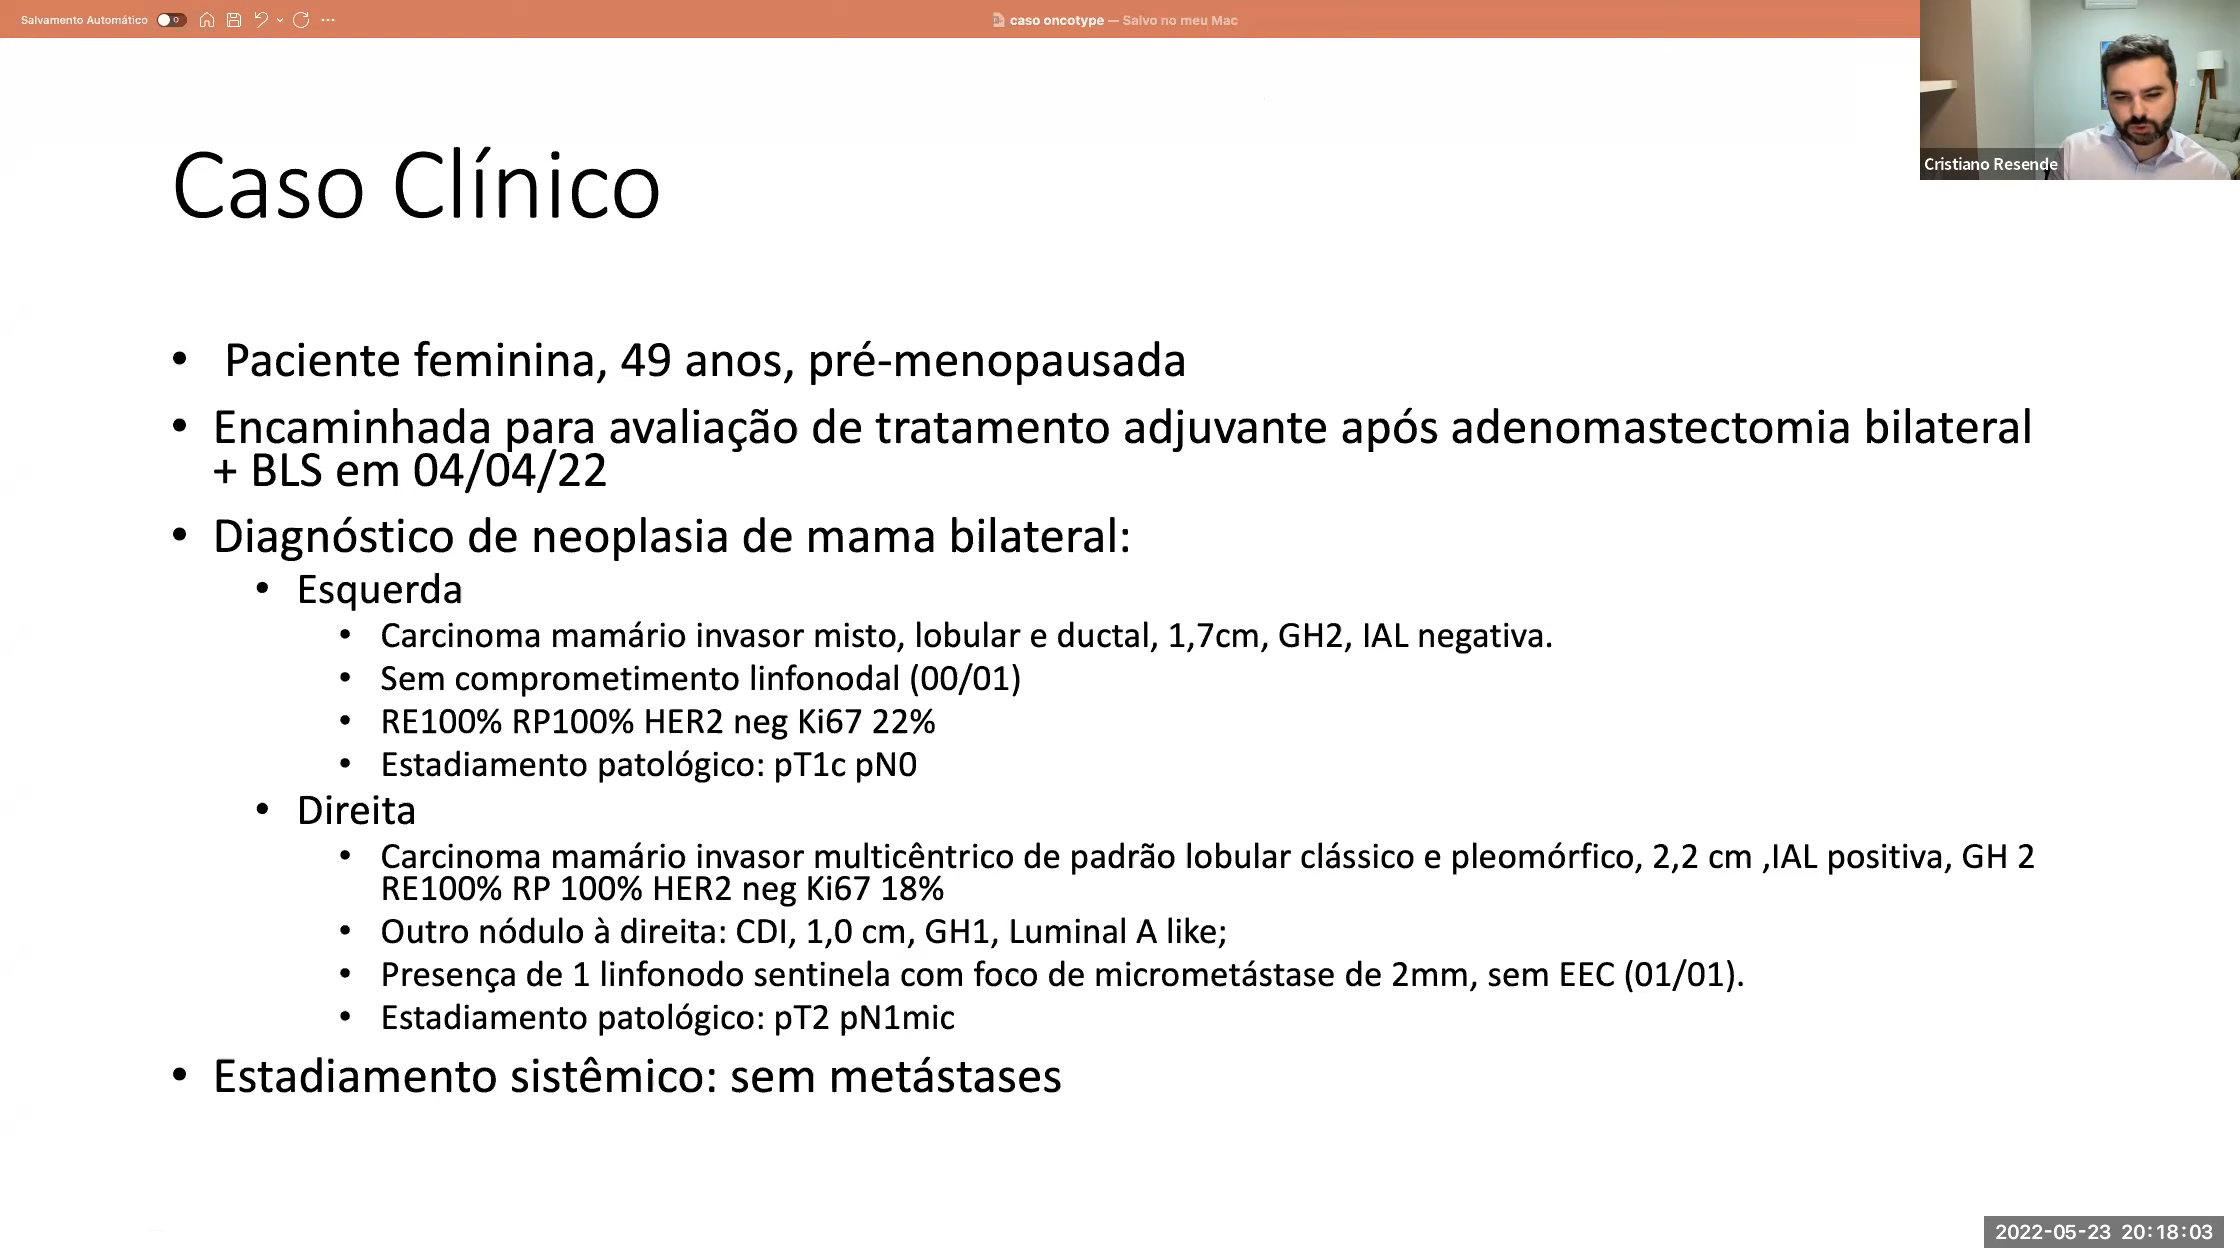 Salvamento Automático
caso oncotype — Salvo no meu Mac
Cristiano Resende
Caso Clínico
• Paciente feminina, 49 anos, pré-menopausada
• Encaminhada para avaliação de tratamento adjuvante após adenomastectomia bilateral
+ BLS em 04/04/22
• Diagnóstico de neoplasia de mama bilateral:
• Esquerda
• Carcinoma mamário invasor misto, lobular e ductal, 1,7cm, GH2, IAL negativa.
• Sem comprometimento linfonodal (00/01)
• RE100% RP100% HER2 neg Ki67 22%
• Estadiamento patológico: pT1c pN0
• Direita
• Carcinoma mamário invasor multicêntrico de padrão lobular clássico e pleomórfico, 2,2 cm ,IAL positiva, GH 2
RE100% RP 100% HER2 neg Ki67 18%
• Outro nódulo à direita: CDI, 1,0 cm, GH1, Luminal A like;
• Presença de 1 linfonodo sentinela com foco de micrometástase de 2mm, sem EEC (01/01).
• Estadiamento patológico: pT2 pN1mic
• Estadiamento sistêmico: sem metástases
2022-05-23 20:18:03